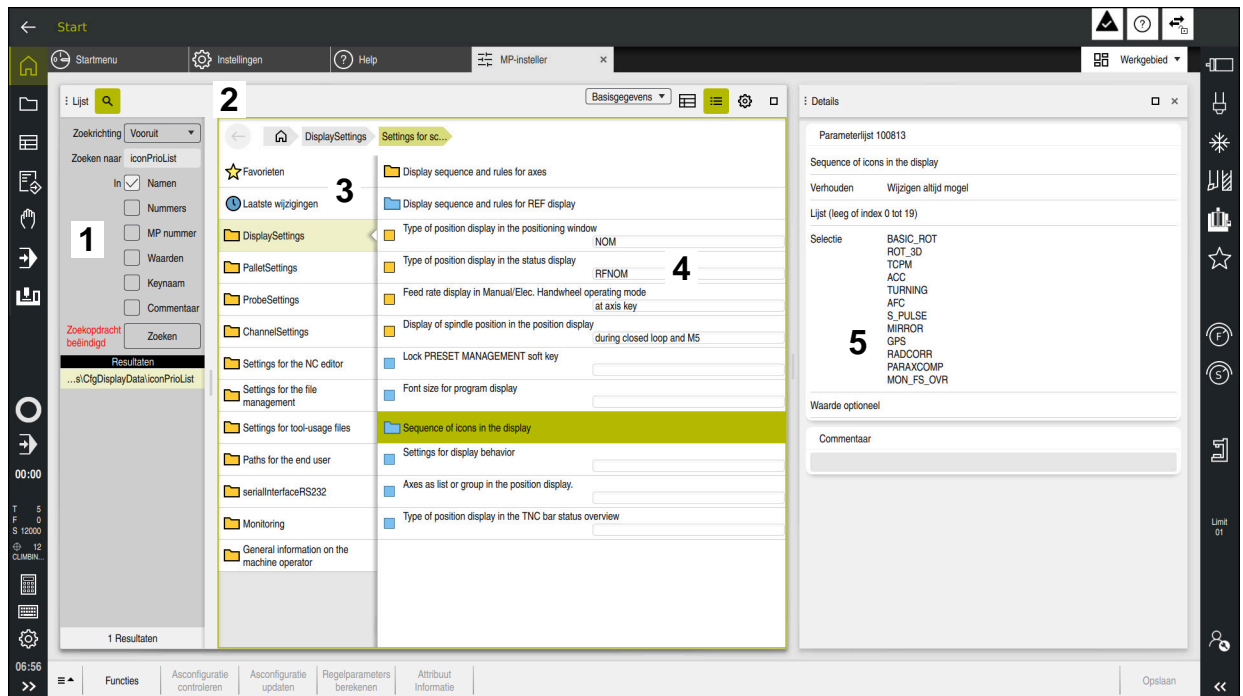 Start
Startmenu
Instellingen
Help
MP-insteller
Werkgebied
Lijst
2
Basisgegevens
Details
Zoekrichting Vooruit
Zoeken naar iconPrioList
In Namen
Nummers
1
MP nummer
Waarden
Keynaam
Commentaar
Zoekopdracht beëindigd
Zoeken
Resultaten
...s\CfgDisplayData\iconPrioList
1 Resultaten
DisplaySettings
Settings for sc...
Favorieten
3
Laatste wijzigingen
DisplaySettings
PalletSettings
ProbeSettings
ChannelSettings
Settings for the NC editor
Settings for the file
management
Settings for tool-usage files
Paths for the end user
serialInterfaceRS232
Monitoring
General information on the
machine operator
Display sequence and rules for axes
Display sequence and rules for REF display
Type of position display in the positioning window
NOM
Type of position display in the status display
RFNOM
4
Feed rate display in Manual/Elec. Handwheel operating mode
at axis key
Display of spindle position in the position display
during closed loop and M5
Lock PRESET MANAGEMENT soft key
Font size for program display
Sequence of icons in the display
Settings for display behavior
Axes as list or group in the position display.
Type of position display in the TNC bar status overview
Parameterlijst 100813
Sequence of icons in the display
Verhouden Wijzigen altijd mogel
Lijst (leeg of index 0 tot 19)
Selectie BASIC_ROT
ROT_3D
TCPM
ACC
TURNING
AFC
S_PULSE
MIRROR
5
GPS
RADCORR
PARAXCOMP
MON_FS_OVR
Waarde optioneel
Commentaar
00:00
T 5
F 0
S 12000
12
CLIMBIN...
06:56
F
S
Limit
01
Functies
Asconfiguratie
controleren
Asconfiguratie
updaten
Regelparameters
berekenen
Attribuut
Informatie
Opslaan